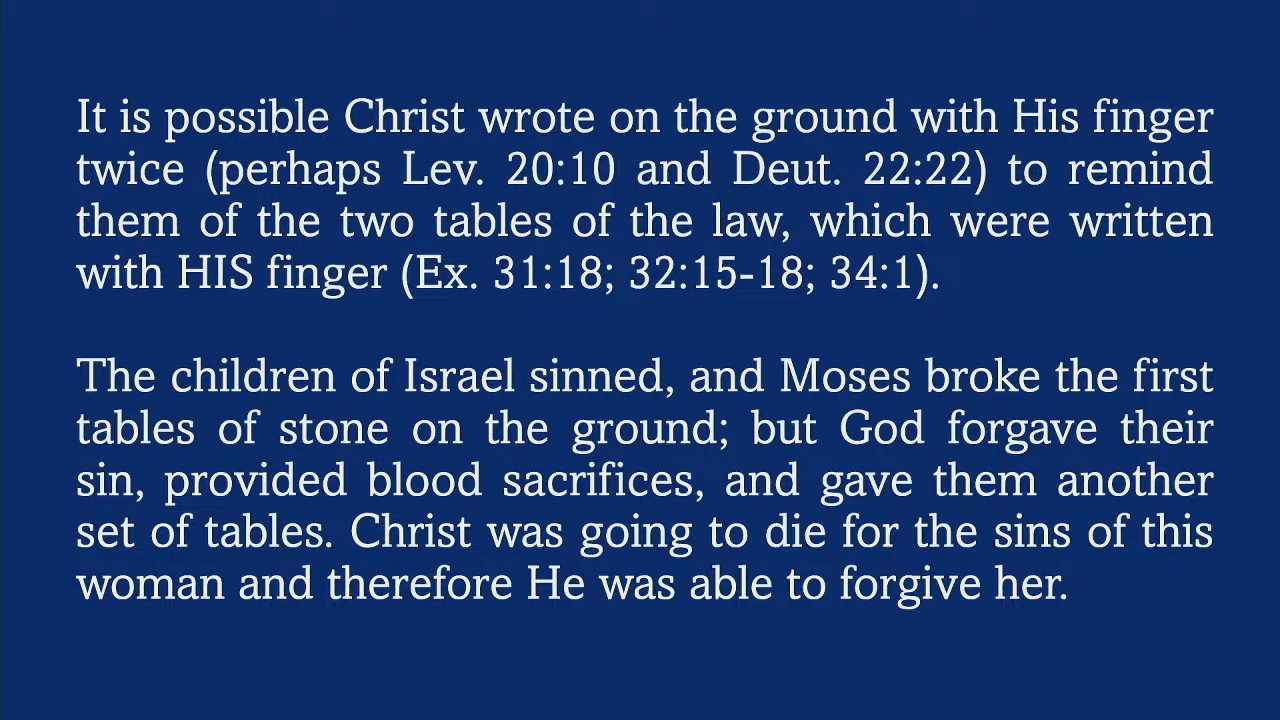 It is possible Christ wrote on the ground with His finger
twice (perhaps Lev. 20:10 and Deut. 22:22) to remind
them of the two tables of the law, which were written
with HIS finger (Ex. 31:18; 32:15-18; 34:1).
The children of Israel sinned, and Moses broke the first
tables of stone on the ground; but God forgave their
sin, provided blood sacrifices, and gave them another
set of tables. Christ was going to die for the sins of this
woman and therefore He was able to forgive her.